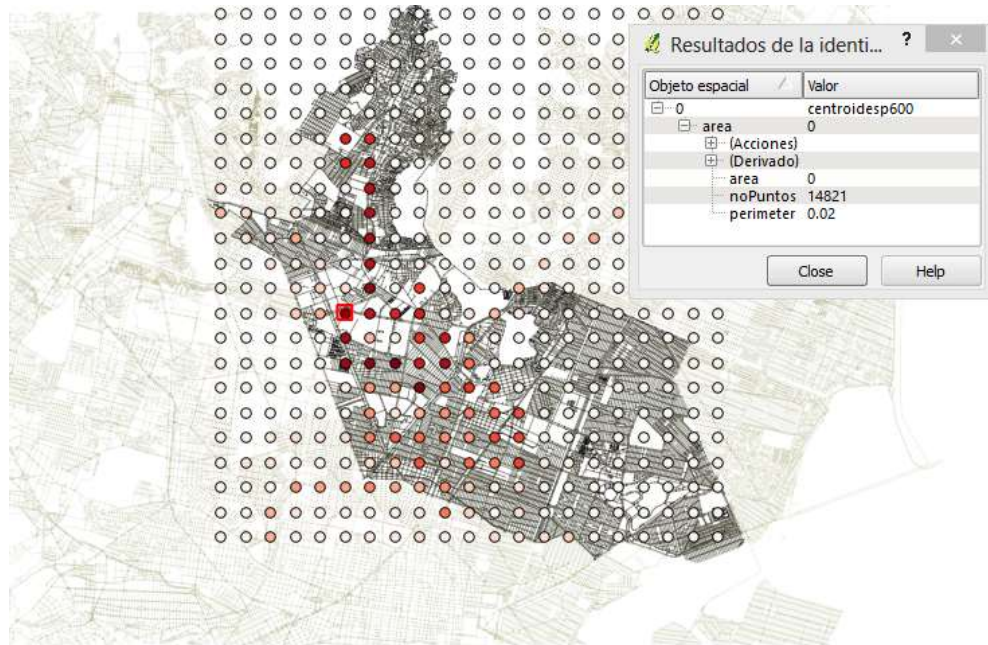 Resultados de la identi... ? ×
Objeto espacial Valor
0 centroidesp600
area 0
(Acciones)
(Derivado)
area 0
noPuntos 14821
perimeter 0.02
Close Help